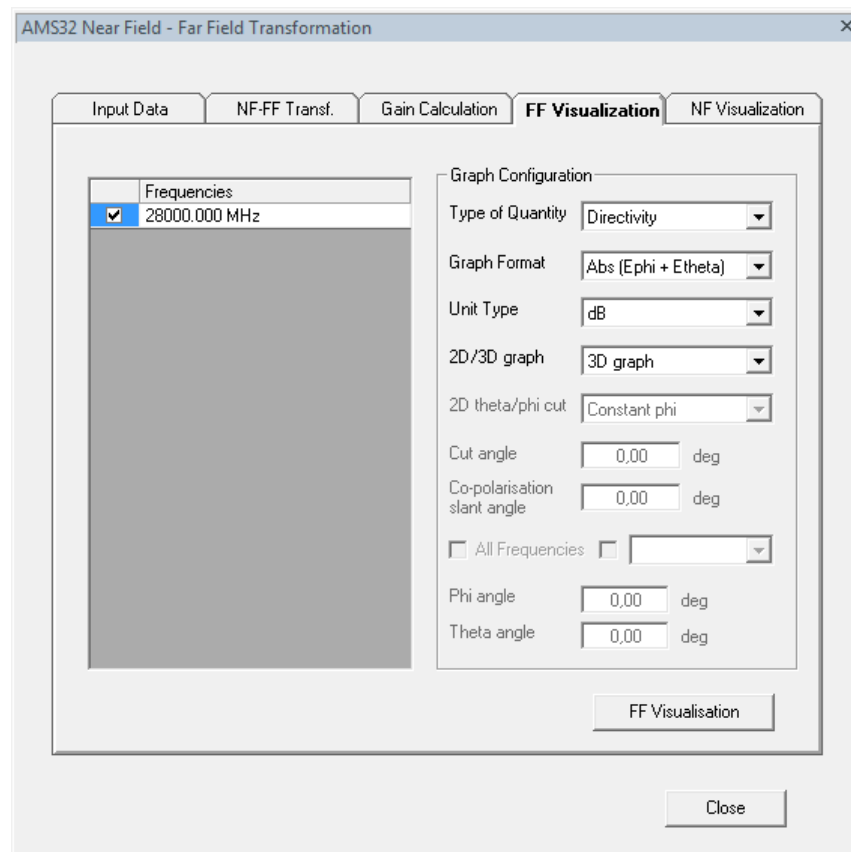 AMS32 Near Field - Far Field Transformation
Input Data
NF-FF Transf.
Gain Calculation
FF Visualization
NF Visualization
Frequencies
28000.000 MHz
Graph Configuration
Type of Quantity
Directivity
Graph Format
Abs (Ephi + Etheta)
Unit Type
dB
2D/3D graph
3D graph
2D theta/phi cut
Constant phi
Cut angle
0,00
deg
Co-polarisation
slant angle
0,00
deg
All Frequencies
Phi angle
0,00
deg
Theta angle
0,00
deg
FF Visualisation
Close